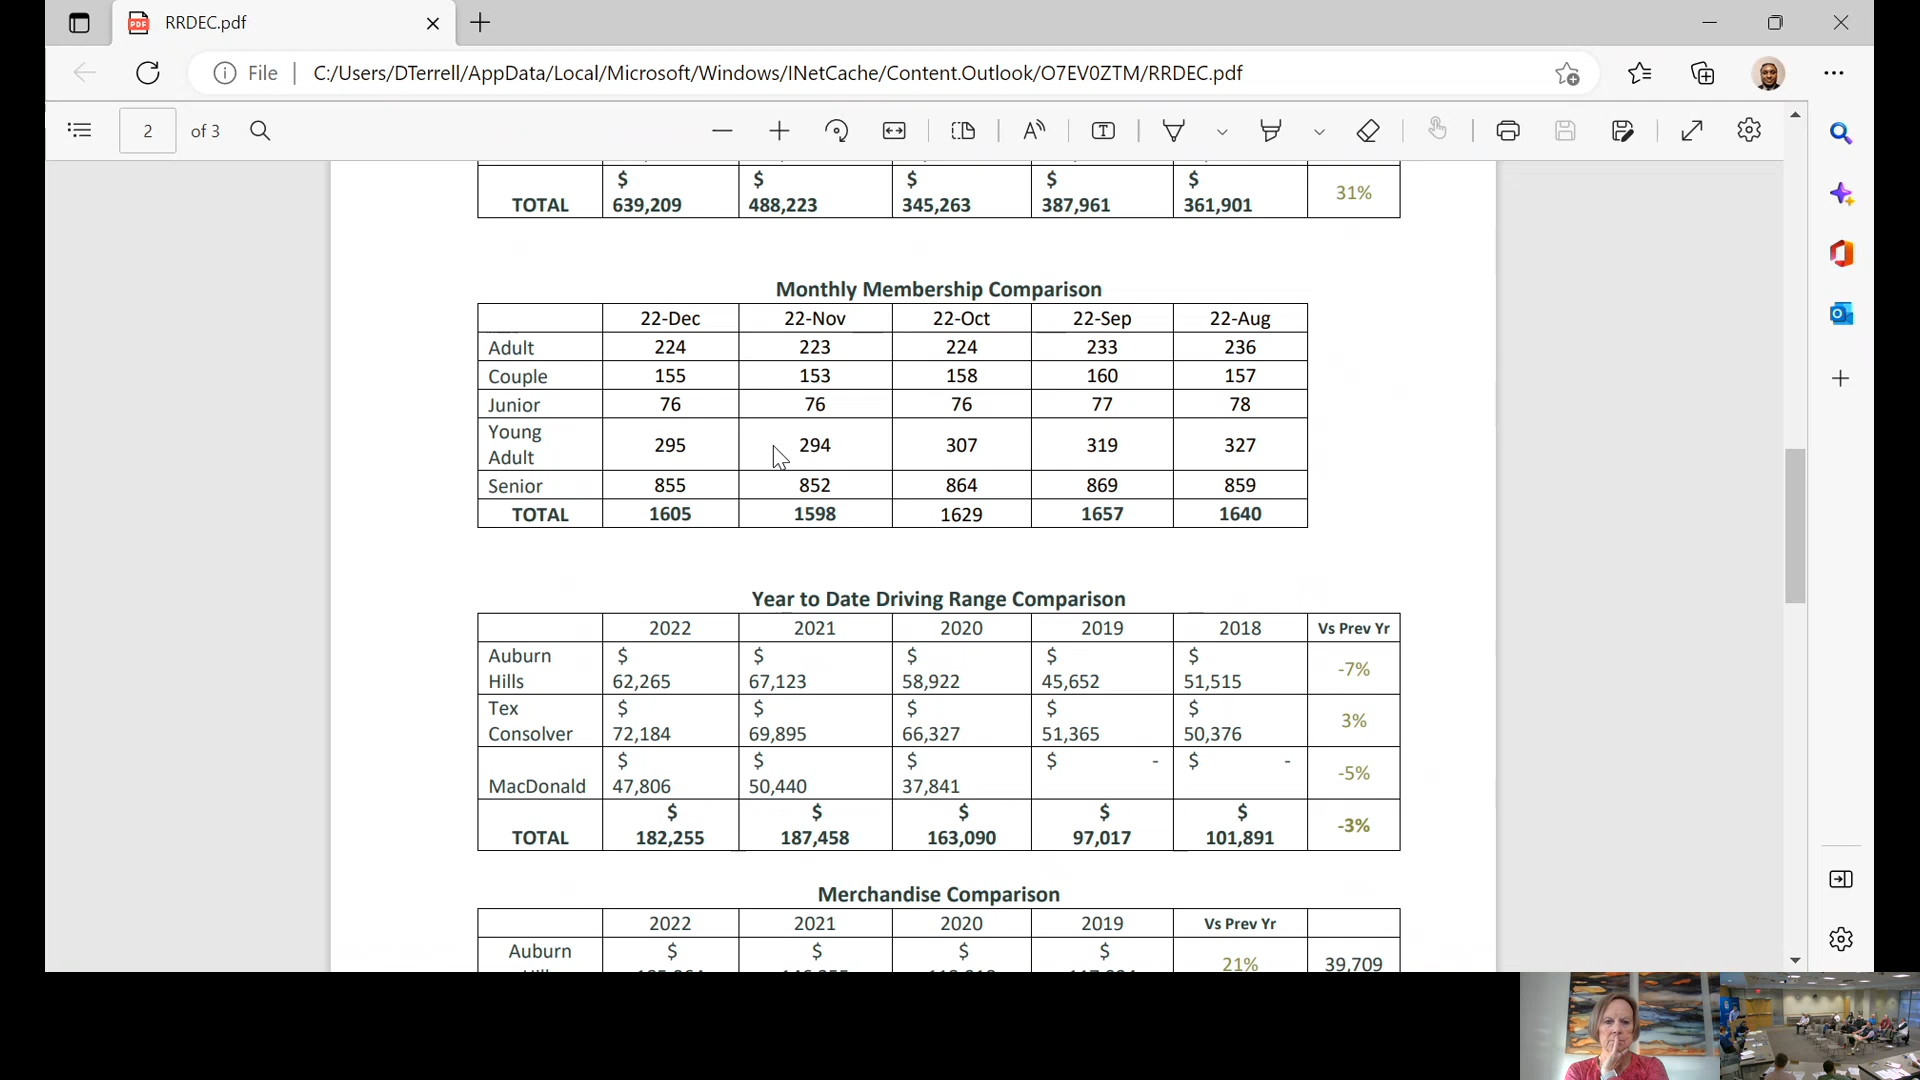 RRDEC.pdf
File C:/Users/DTerrell/AppData/Local/Microsoft/Windows/INetCache/Content.Outlook/O7EV0ZTM/RRDEC.pdf
2 of 3
TOTAL $ 639,209 $ 488,223 $ 345,263 $ 387,961 $ 361,901 31%
Monthly Membership Comparison
22-Dec 22-Nov 22-Oct 22-Sep 22-Aug
Adult 224 223 224 233 236
Couple 155 153 158 160 157
Junior 76 76 76 77 78
Young Adult 295 294 307 319 327
Senior 855 852 864 869 859
TOTAL 1605 1598 1629 1657 1640
Year to Date Driving Range Comparison
2022 2021 2020 2019 2018 Vs Prev Yr
Auburn Hills $ 62,265 $ 67,123 $ 58,922 $ 45,652 $ 51,515 -7%
Tex Consolver $ 72,184 $ 69,895 $ 66,327 $ 51,365 $ 50,376 3%
MacDonald $ 47,806 $ 50,440 $ 37,841 $ - $ - -5%
TOTAL $ 182,255 $ 187,458 $ 163,090 $ 97,017 $ 101,891 -3%
Merchandise Comparison
2022 2021 2020 2019 Vs Prev Yr
Auburn $ $ $ $ 21% 39,709